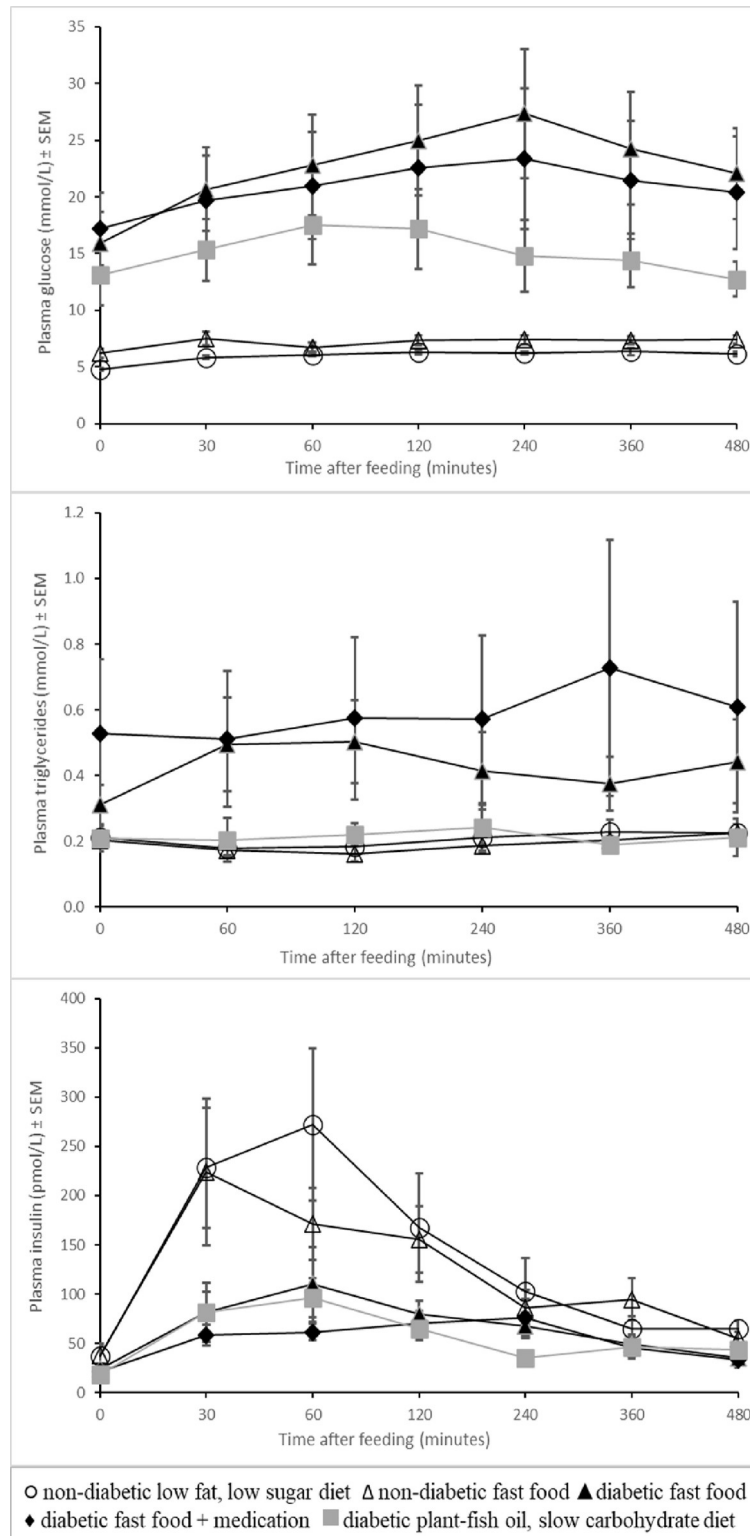 35
30
25
20
15
10
5
0
Plasma glucose (mmol/L) ± SEM
0 30 60 120 240 360 480
Time after feeding (minutes)
1.2
1.0
0.8
0.6
0.4
0.2
0.0
Plasma triglycerides (mmol/L) ± SEM
0 60 120 240 360 480
Time after feeding (minutes)
400
350
300
250
200
150
100
50
0
Plasma insulin (pmol/L) ± SEM
0 30 60 120 240 360 480
Time after feeding (minutes)
non-diabetic low fat, low sugar diet non-diabetic fast food diabetic fast food
diabetic fast food + medication diabetic plant-fish oil, slow carbohydrate diet